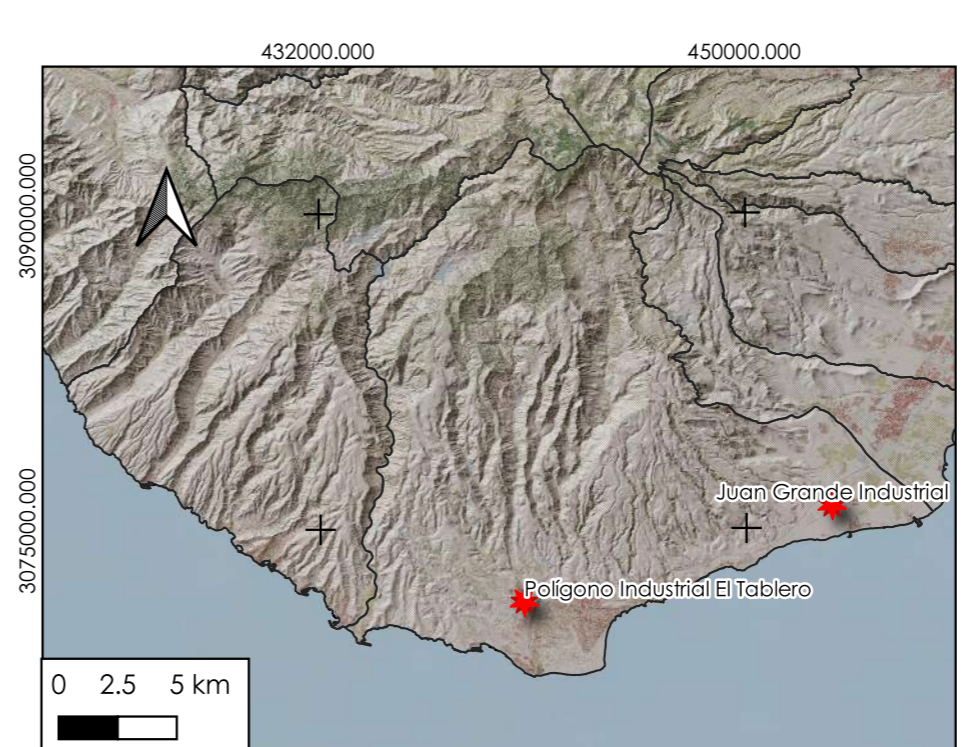 432000.000
450000.000
3090000.000
3075000.000
Juan Grande Industrial
Polígono Industrial El Tablero
0 2.5 5 km